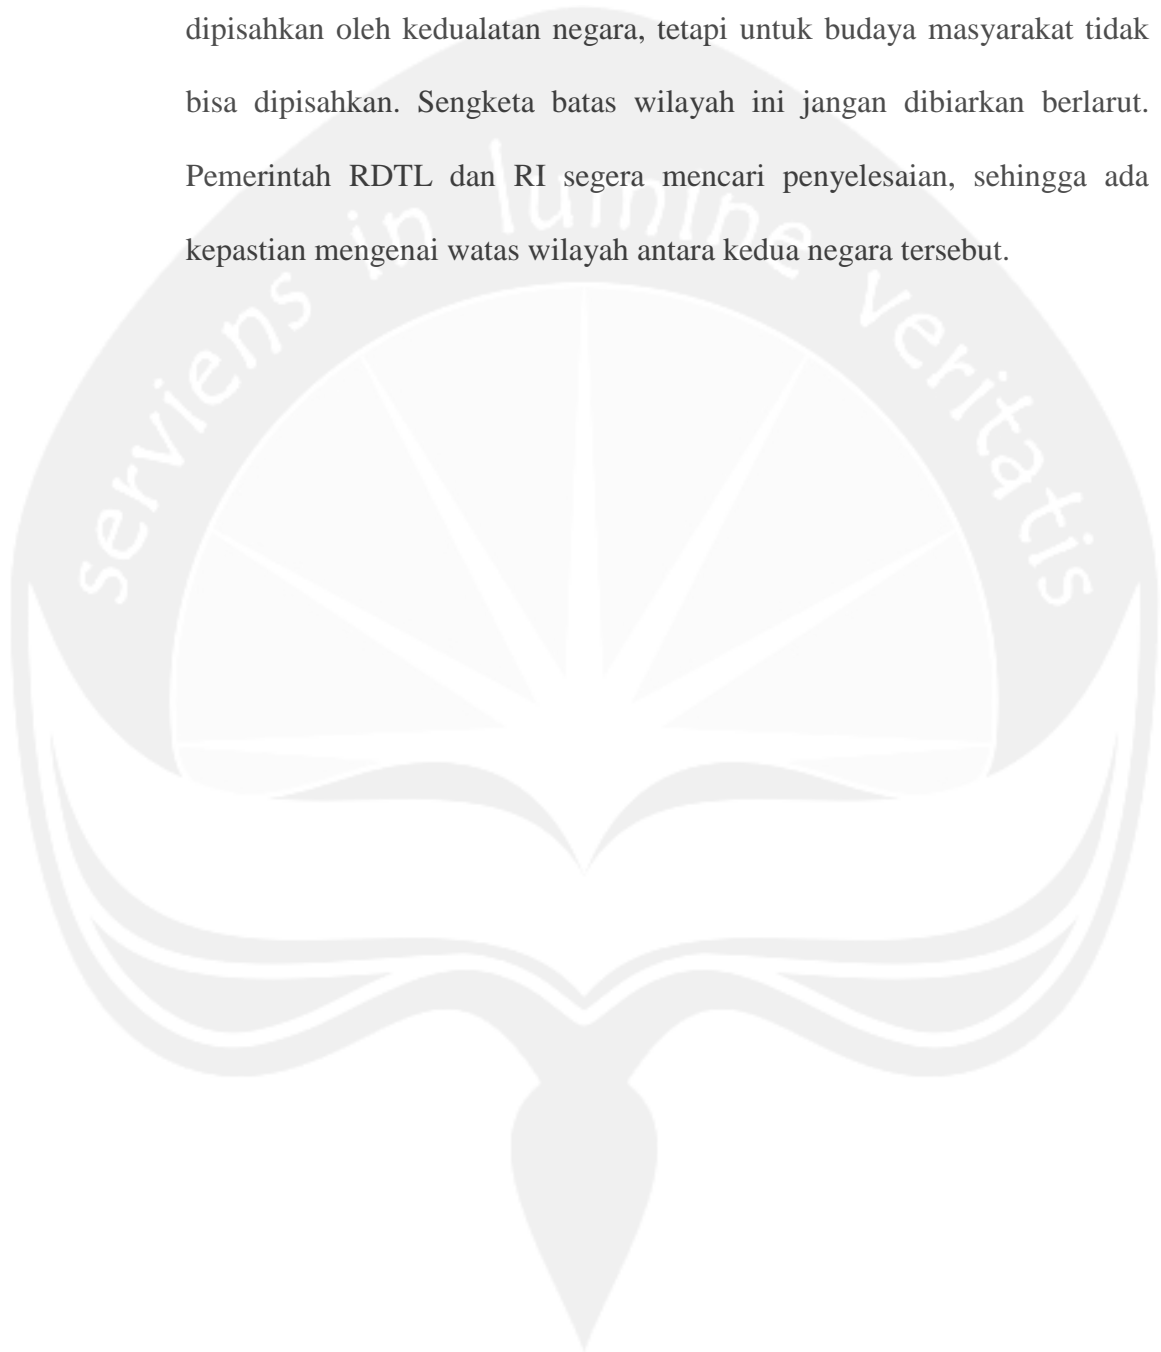 dipisahkan oleh kedualatan negara, tetapi untuk budaya masyarakat tidak
bisa dipisahkan. Sengketa batas wilayah ini jangan dibiarkan berlarut.
Pemerintah RDTL dan RI segera mencari penyelesaian, sehingga ada
kepastian mengenai watas wilayah antara kedua negara tersebut.
serviens in lumine veritatis